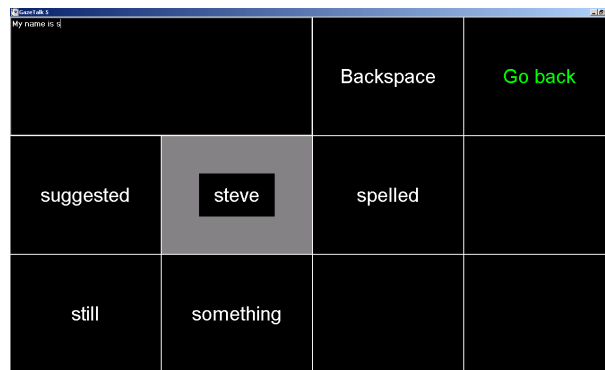 GazeTalk 5
My name is s
Backspace
Go back
suggested
steve
spelled
still
something